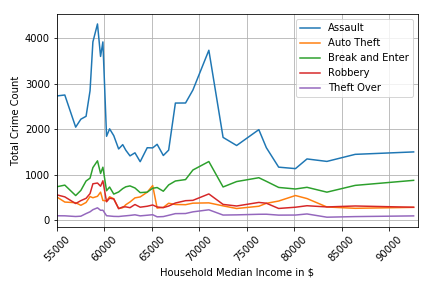 Assault
Auto Theft
Break and Enter
Robbery
Theft Over
Total Crime Count
4000
3000
2000
1000
0
55000
60000
65000
70000
75000
80000
85000
90000
Household Median Income in $